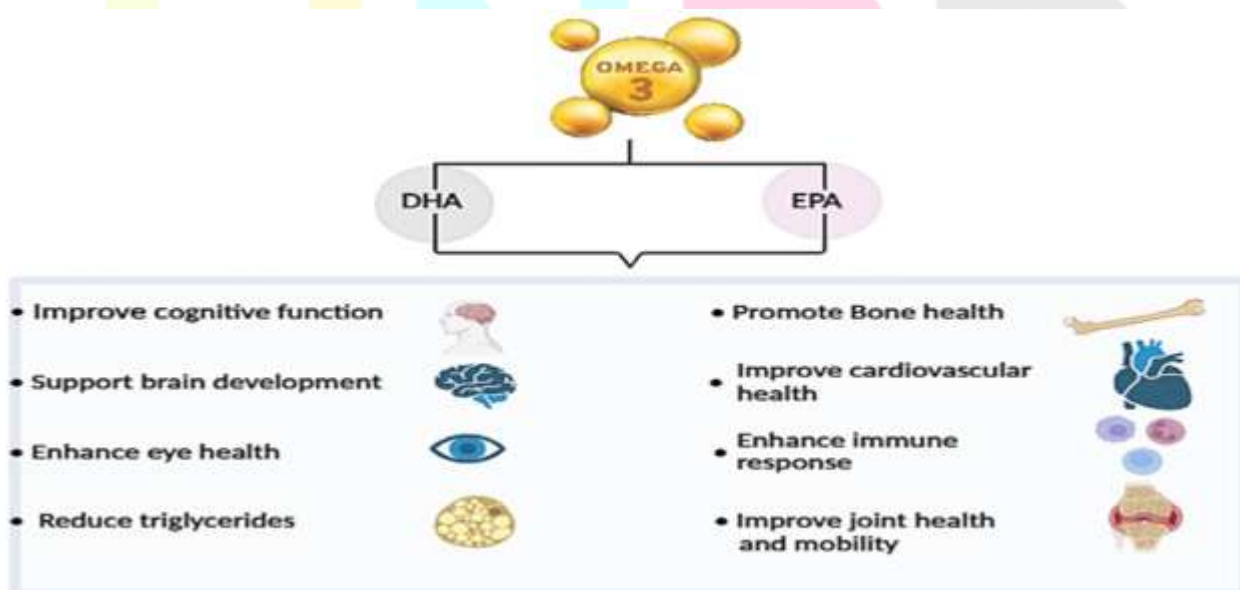 OMEGA
3
DHA
EPA
• Improve cognitive function
• Support brain development
• Enhance eye health
• Reduce triglycerides
• Promote Bone health
• Improve cardiovascular
health
• Enhance immune
response
• Improve joint health
and mobility